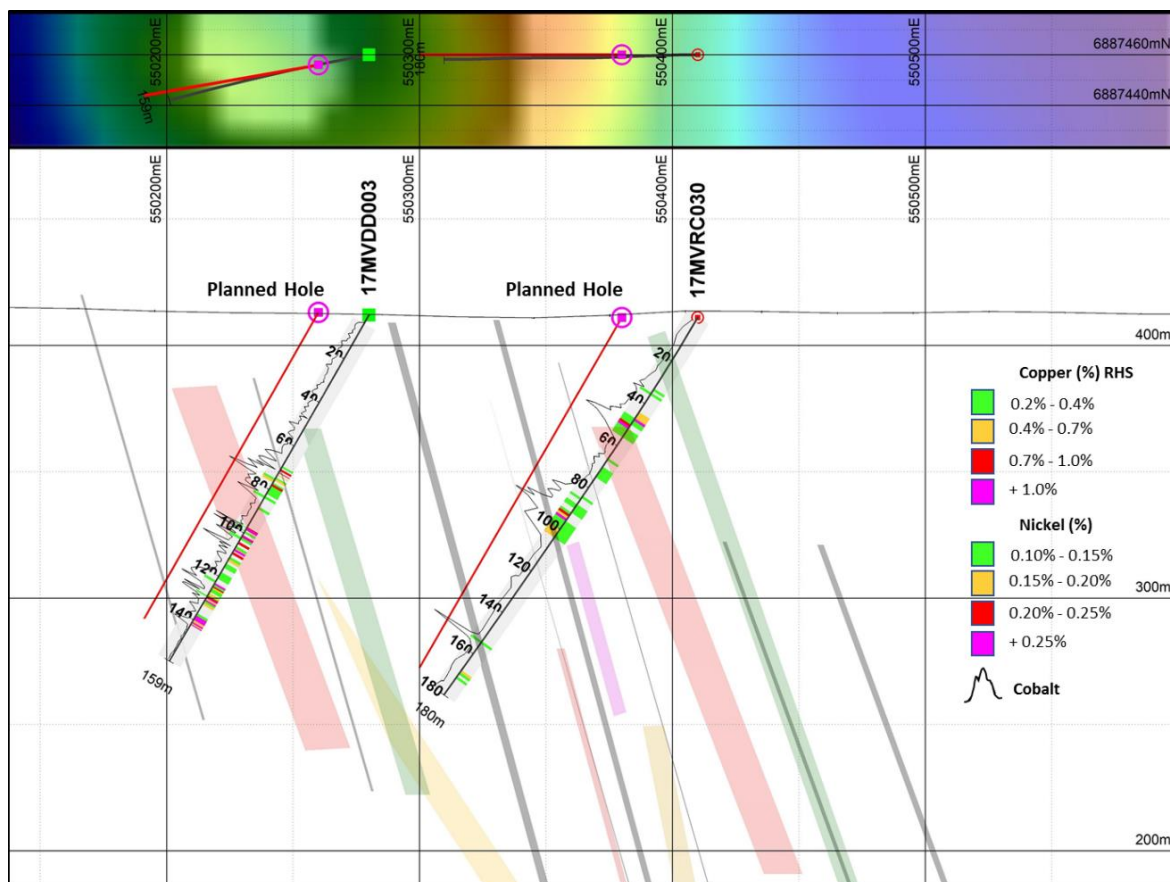 550200mE
550300mE
550400mE
550500mE
6887460mN
6887440mN
159m
180m
550200mE
550300mE
550400mE
550500mE
17MVDD003
17MVRC030
Planned Hole
Planned Hole
400m
300m
200m
20
40
60
80
100
120
140
159m
20
40
60
80
100
120
140
160
180
180m
Copper (%) RHS
0.2% - 0.4%
0.4% - 0.7%
0.7% - 1.0%
+ 1.0%
Nickel (%)
0.10% - 0.15%
0.15% - 0.20%
0.20% - 0.25%
+ 0.25%
Cobalt